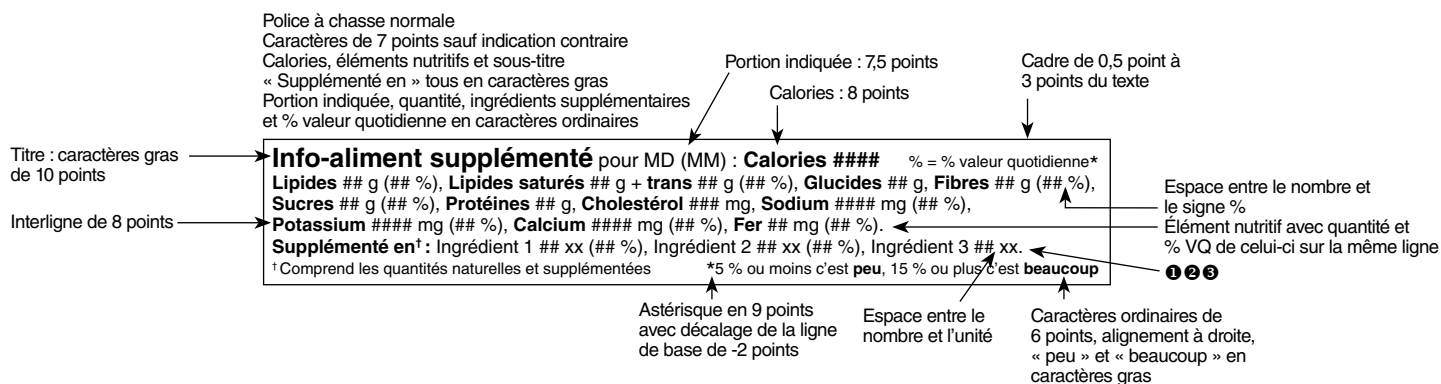 Police à chasse normale
Caractères de 7 points sauf indication contraire
Calories, éléments nutritifs et sous-titre
« Supplémenté en » tous en caractères gras
Portion indiquée, quantité, ingrédients supplémentaires
et % valeur quotidienne en caractères ordinaires
Portion indiquée : 7,5 points
Calories : 8 points
Cadre de 0,5 point à
3 points du texte
Titre : caractères gras
de 10 points
Interligne de 8 points
Info-aliment supplémenté pour MD (MM) : Calories #### % = % valeur quotidienne*
Lipides ## g (## %), Lipides saturés ## g + trans ## g (## %), Glucides ## g, Fibres ## g (## %),
Sucres ## g (## %), Protéines ## g, Cholestérol ### mg, Sodium #### mg (## %),
Potassium #### mg (## %), Calcium #### mg (## %), Fer ## mg (## %).
Supplémenté en† : Ingrédient 1 ## xx (## %), Ingrédient 2 ## xx (## %), Ingrédient 3 ## xx.
†Comprend les quantités naturelles et supplémentées *5 % ou moins c'est peu, 15 % ou plus c'est beaucoup
Espace entre le nombre et
le signe %
Élément nutritif avec quantité et
% VQ de celui-ci sur la même ligne
❶❷❸
Astérisque en 9 points
avec décalage de la ligne
de base de -2 points
Espace entre le
nombre et l'unité
Caractères ordinaires de
6 points, alignement à droite,
« peu » et « beaucoup » en
caractères gras